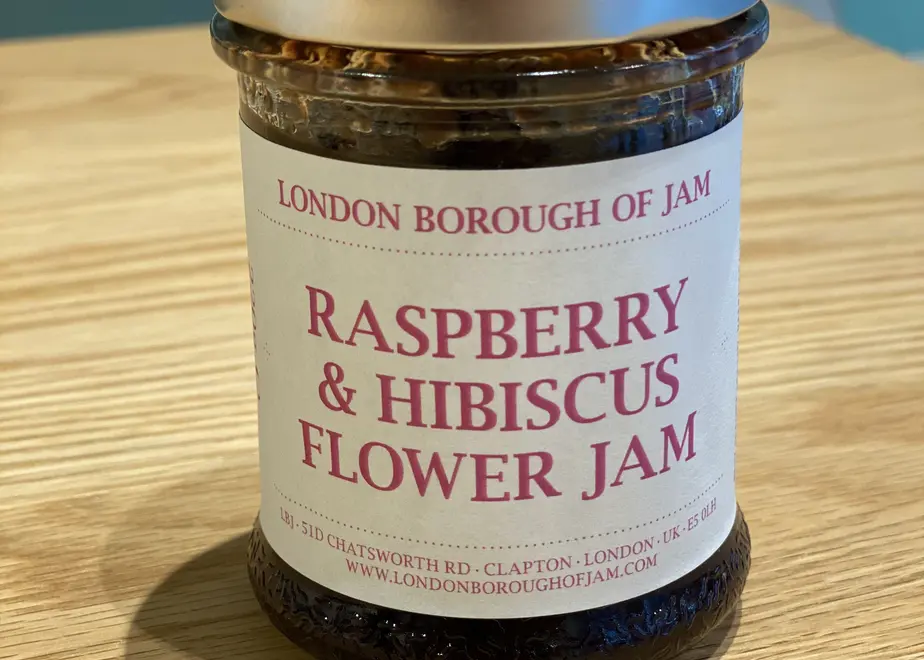 LONDON BOROUGH OF JAM
RASPBERRY
& HIBISCUS
FLOWER JAM
LBJ · 51D CHATSWORTH RD · CLAPTON · LONDON · UK · E5 0LH
WWW.LONDONBOROUGHOFJAM.COM